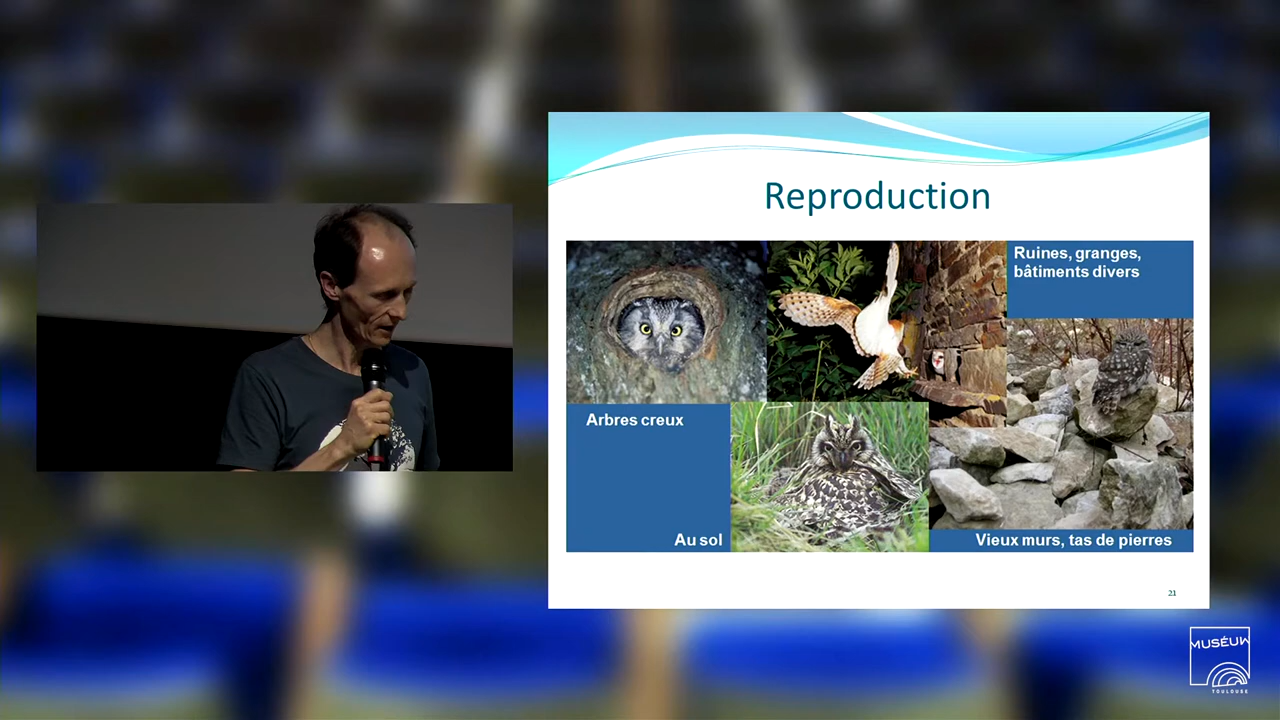 Reproduction
Ruines, granges,
bâtiments divers
Arbres creux
Au sol
Vieux murs, tas de pierres
21
MUSÉUM
TOULOUSE